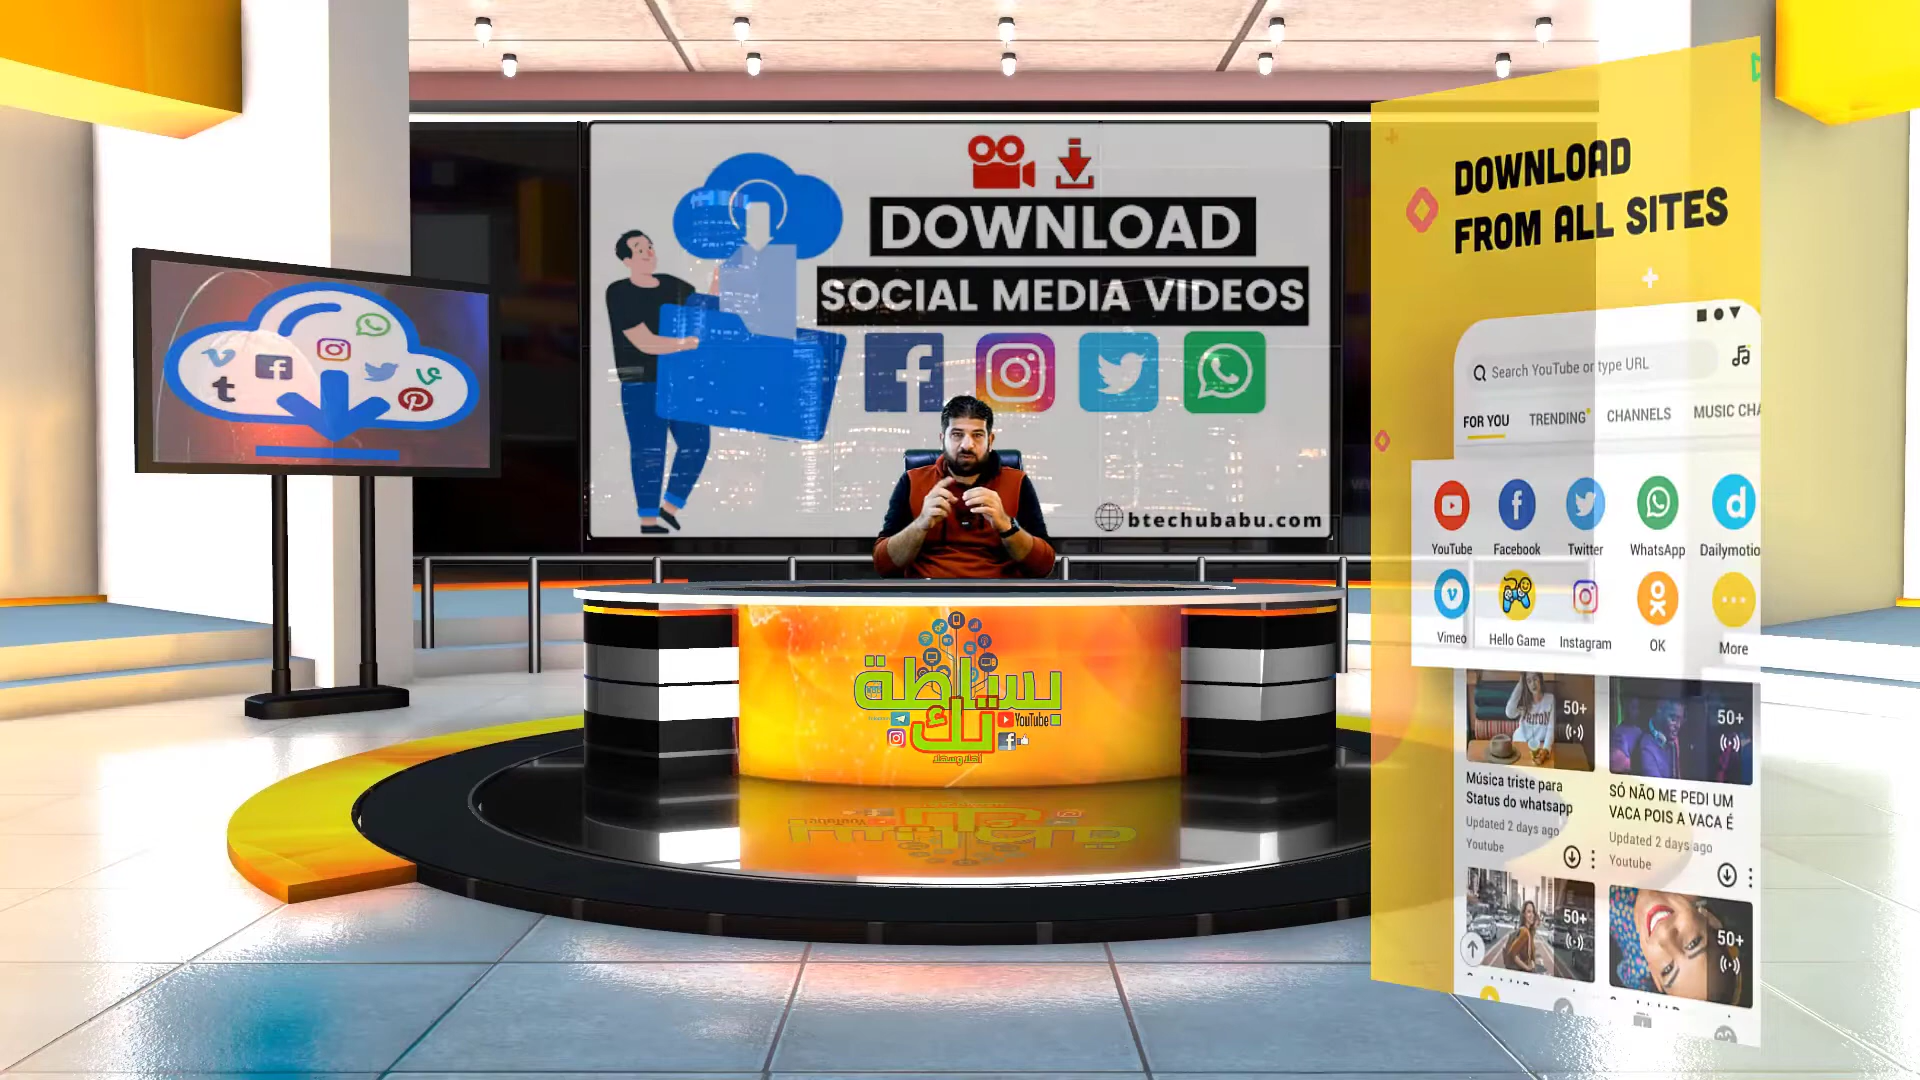 DOWNLOAD
SOCIAL MEDIA VIDEOS
btechubabu.com
t
بساطة
تك
YouTube
DOWNLOAD
FROM ALL SITES
Search YouTube or type URL
FOR YOU TRENDING CHANNELS MUSIC CHA
YouTube Facebook Twitter WhatsApp Dailymotio
Vimeo Hello Game Instagram OK More
50+
50+
Música triste para
Status do whatsapp
Updated 2 days ago
Youtube
SÓ NÃO ME PEDI UM
VACA POIS A VACA É
Updated 2 days ago
Youtube
50+
50+